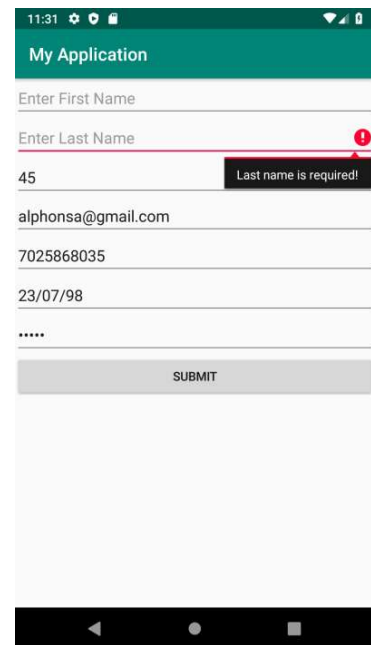 11:31
My Application
Enter First Name
Enter Last Name
45
Last name is required!
alphonsa@gmail.com
7025868035
23/07/98
•••••
SUBMIT